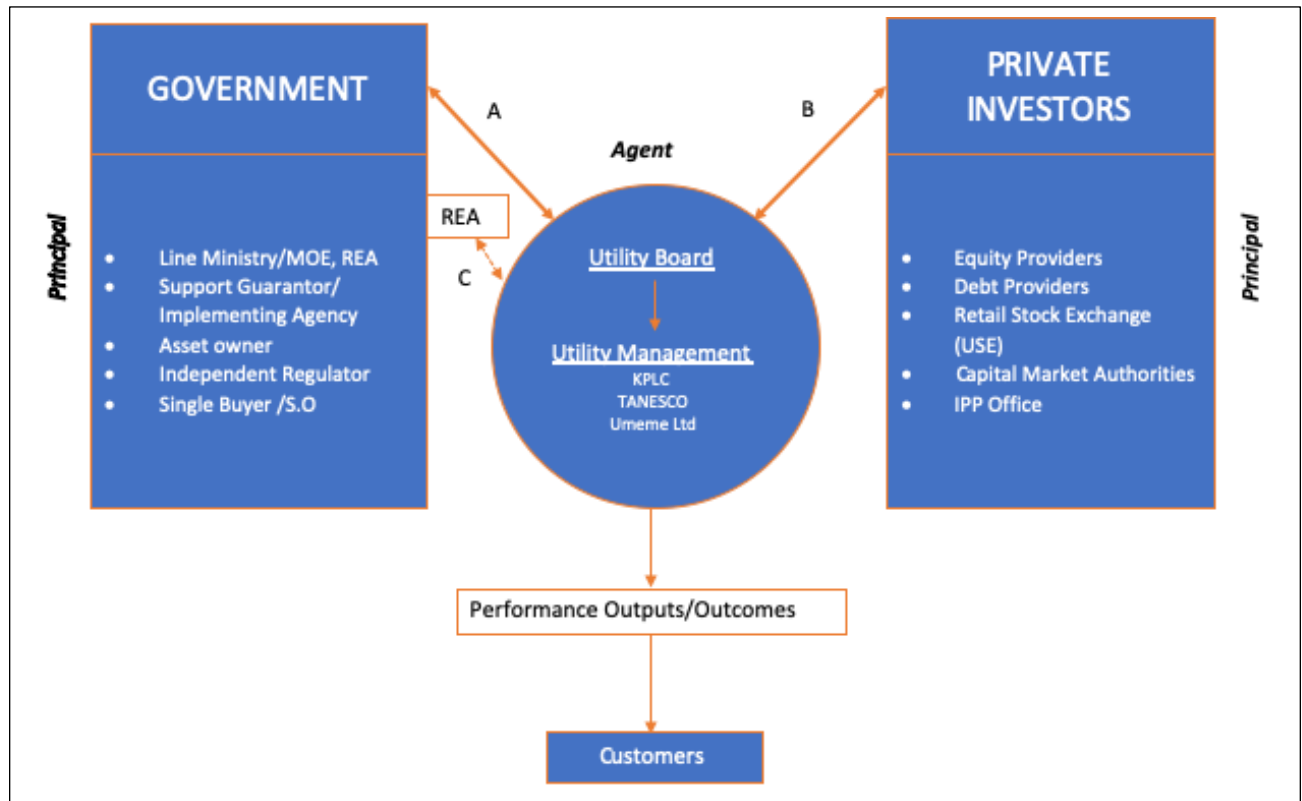 GOVERNMENT
Principal
• Line Ministry/MOE, REA
• Support Guarantor/
Implementing Agency
• Asset owner
• Independent Regulator
• Single Buyer /S.O
A
REA
C
Agent
Utility Board
Utility Management
KPLC
TANESCO
Umeme Ltd
B
PRIVATE
INVESTORS
• Equity Providers
• Debt Providers
• Retail Stock Exchange
(USE)
• Capital Market Authorities
• IPP Office
Principal
Performance Outputs/Outcomes
Customers